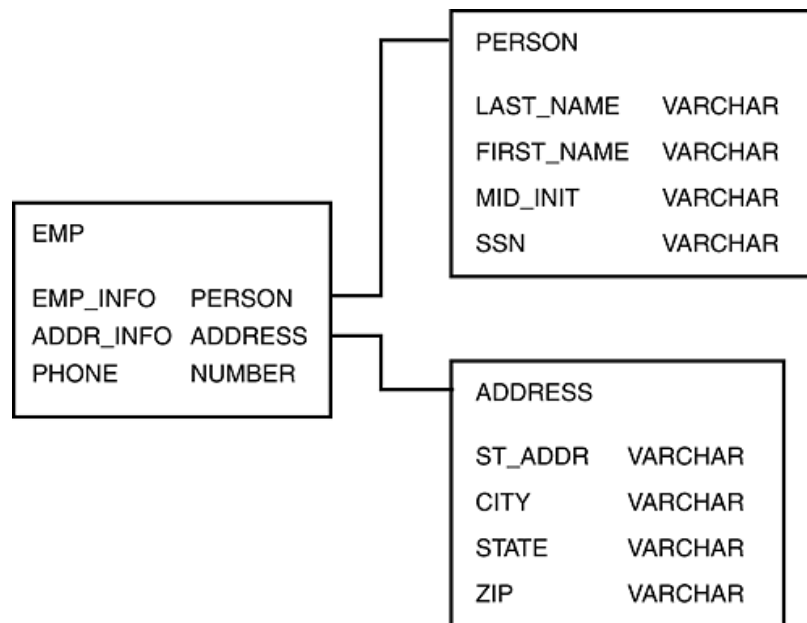 PERSON
LAST_NAME VARCHAR
FIRST_NAME VARCHAR
MID_INIT VARCHAR
SSN VARCHAR
EMP
EMP_INFO PERSON
ADDR_INFO ADDRESS
PHONE NUMBER
ADDRESS
ST_ADDR VARCHAR
CITY VARCHAR
STATE VARCHAR
ZIP VARCHAR